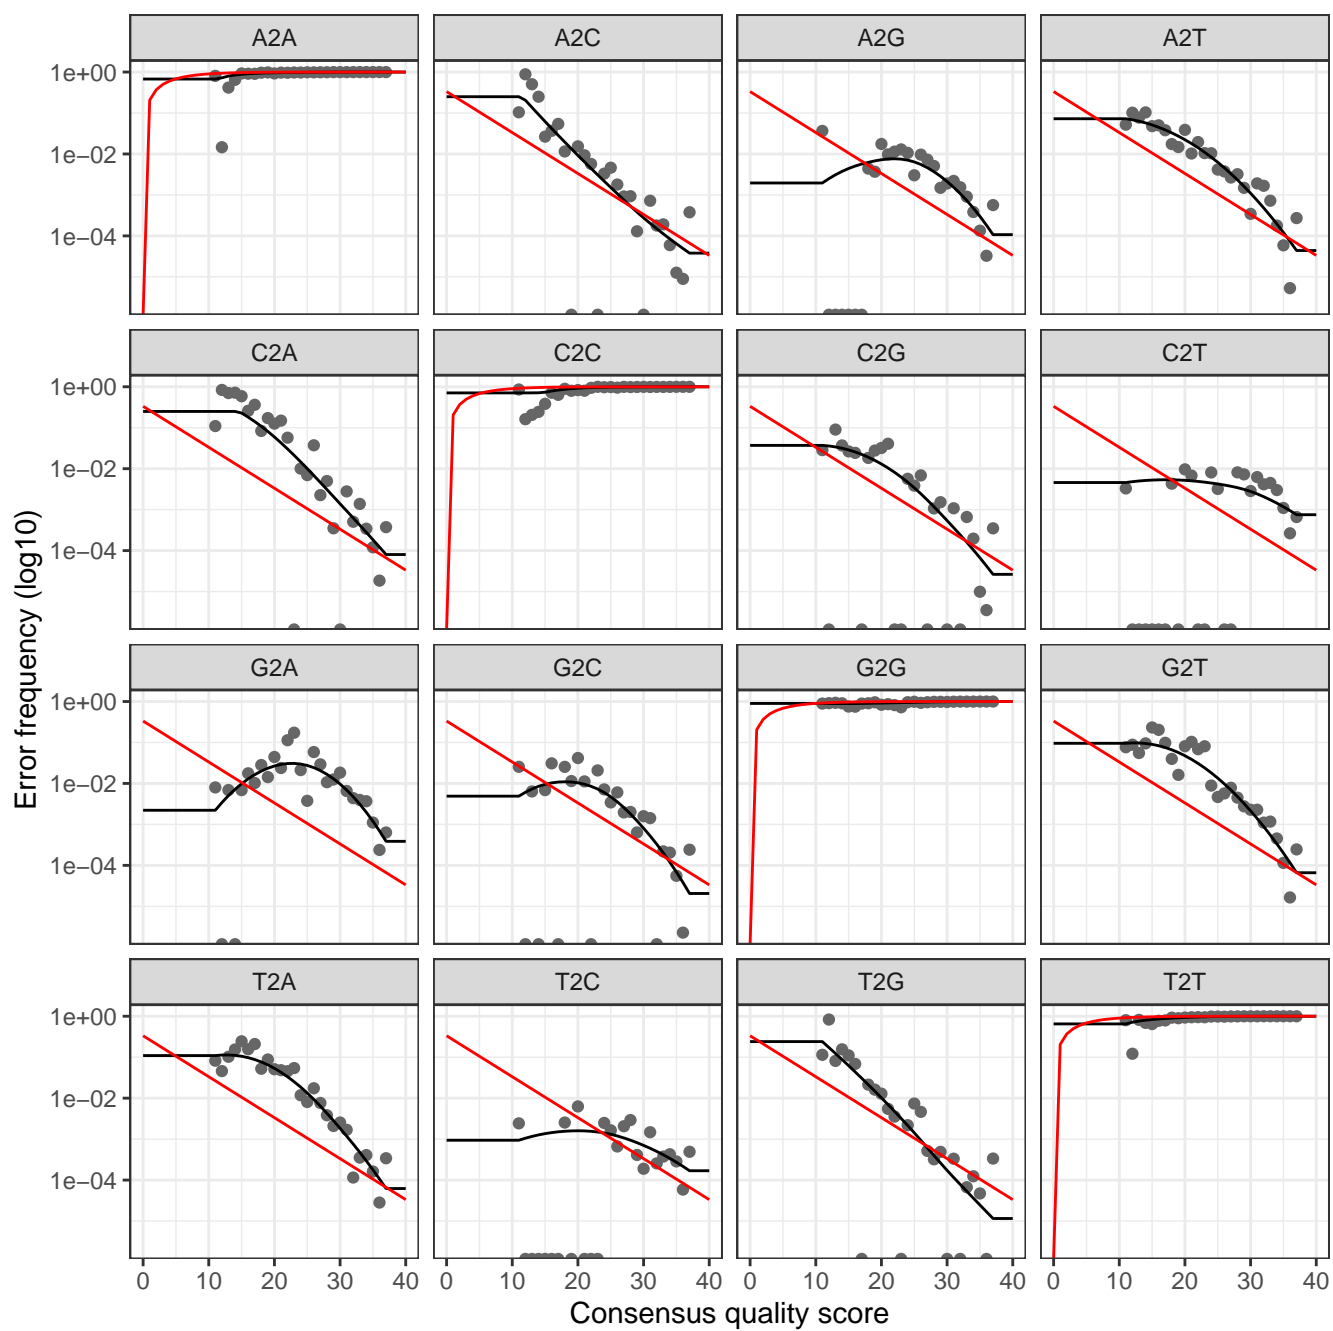 A2A A2C A2G A2T
1e+00
1e−02
1e−04
C2A C2C C2G C2T
1e+00
1e−02
1e−04
Error frequency (log10)
G2A G2C G2G G2T
1e+00
1e−02
1e−04
T2A T2C T2G T2T
1e+00
1e−02
1e−04
0 10 20 30 40 0 10 20 30 40 0 10 20 30 40 0 10 20 30 40
Consensus quality score